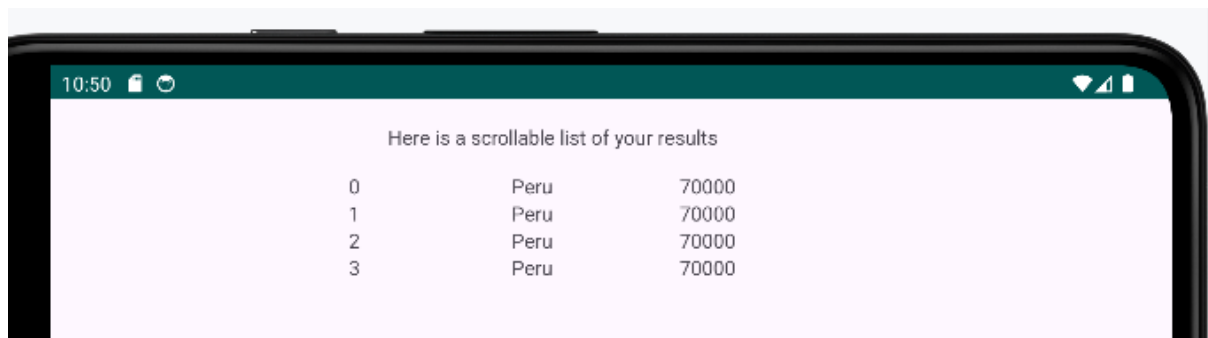 10:50
Here is a scrollable list of your results
0 Peru 70000
1 Peru 70000
2 Peru 70000
3 Peru 70000